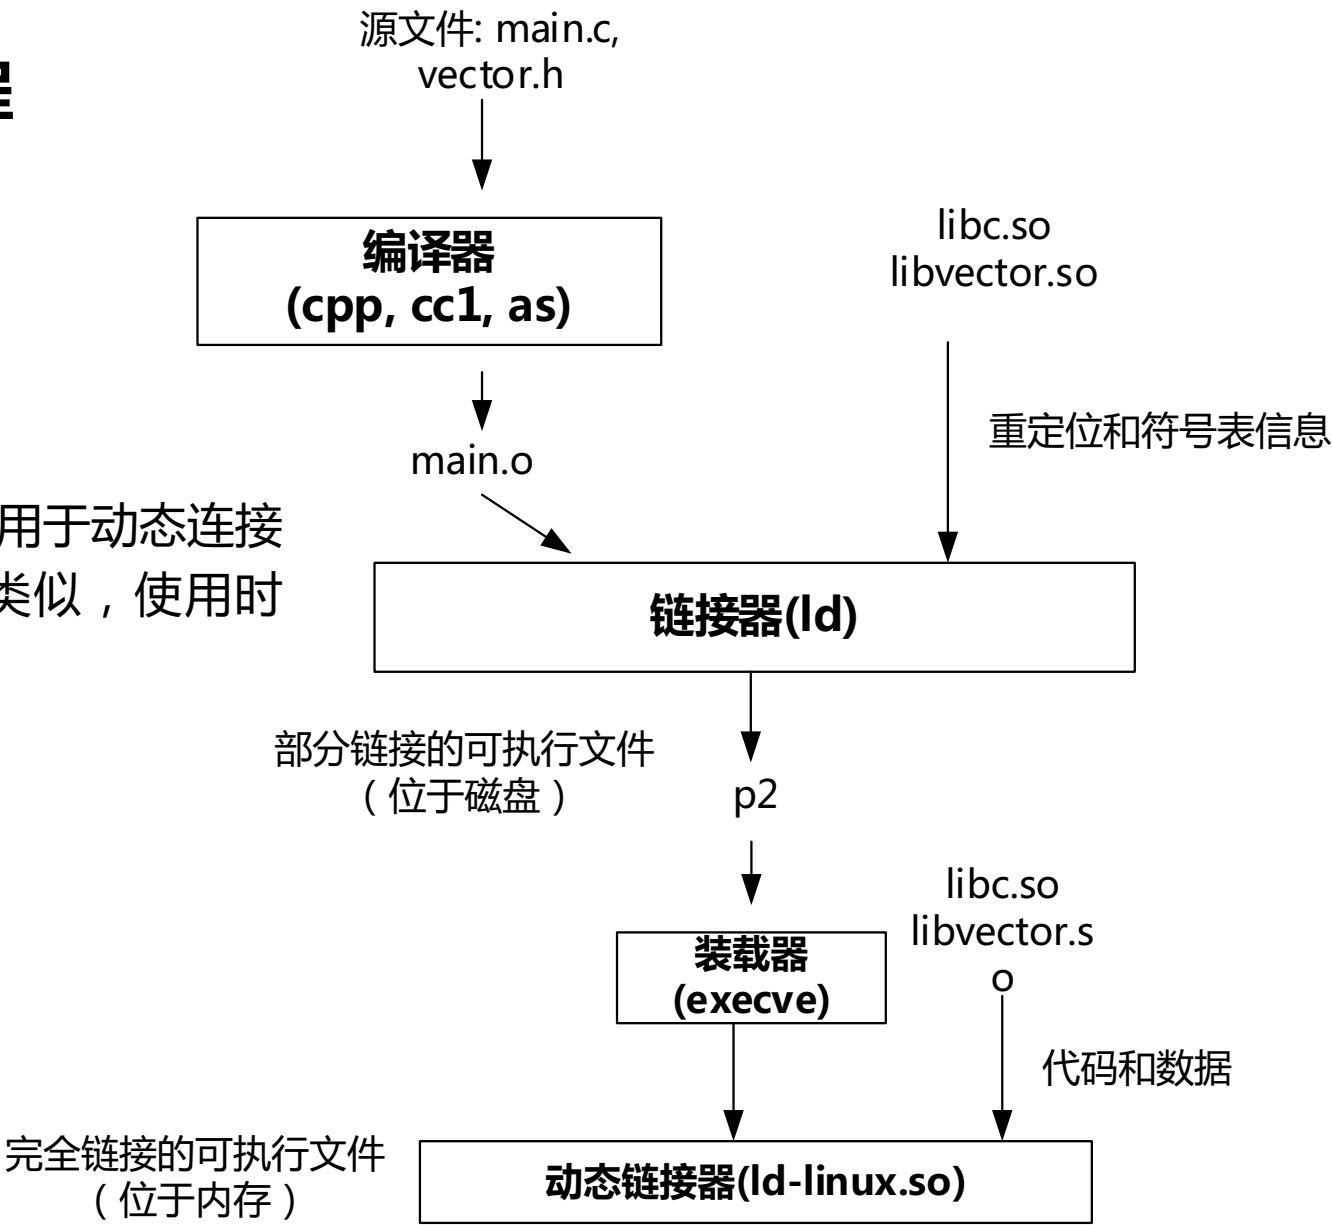 源文件: main.c,
vector.h
程
编译器
(cpp, cc1, as)
libc.so
libvector.so
重定位和符号表信息
main.o
用于动态连接
类似，使用时
链接器(ld)
部分链接的可执行文件
（位于磁盘）
p2
libc.so
libvector.s
o
装载器
(execve)
代码和数据
完全链接的可执行文件
（位于内存）
动态链接器(ld-linux.so)